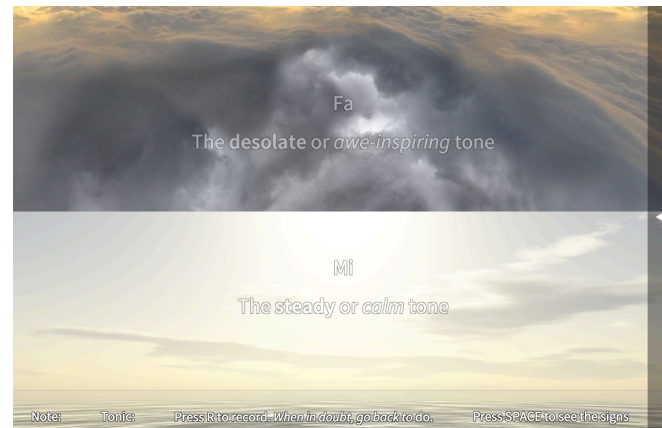 Fa
The desolate or awe-inspiring tone
Mi
The steady or calm tone
Note: Tonic: Press R to record. When in doubt, go back to do. Press SPACE to see the signs